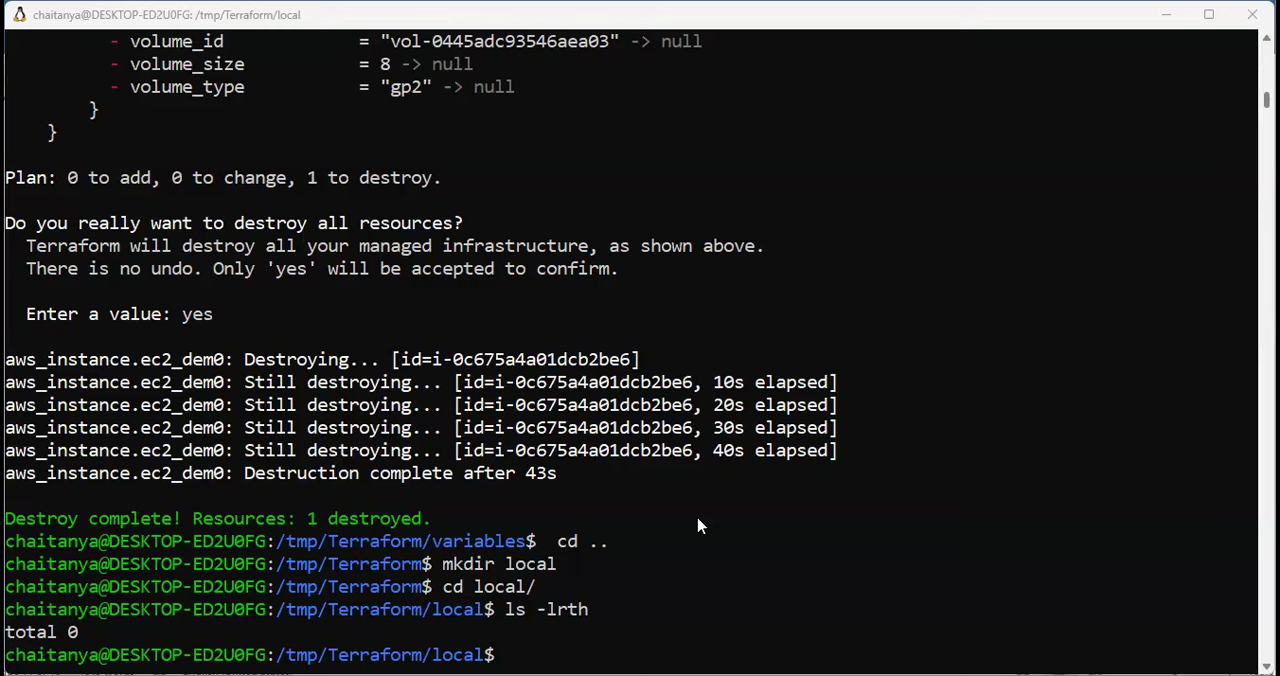 chaitanya@DESKTOP-ED2U0FG: /tmp/Terraform/local
- volume_id = "vol-0445adc93546aea03" -> null
- volume_size = 8 -> null
- volume_type = "gp2" -> null
}
}
Plan: 0 to add, 0 to change, 1 to destroy.
Do you really want to destroy all resources?
Terraform will destroy all your managed infrastructure, as shown above.
There is no undo. Only 'yes' will be accepted to confirm.
Enter a value: yes
aws_instance.ec2_dem0: Destroying... [id=i-0c675a4a01dcb2be6]
aws_instance.ec2_dem0: Still destroying... [id=i-0c675a4a01dcb2be6, 10s elapsed]
aws_instance.ec2_dem0: Still destroying... [id=i-0c675a4a01dcb2be6, 20s elapsed]
aws_instance.ec2_dem0: Still destroying... [id=i-0c675a4a01dcb2be6, 30s elapsed]
aws_instance.ec2_dem0: Still destroying... [id=i-0c675a4a01dcb2be6, 40s elapsed]
aws_instance.ec2_dem0: Destruction complete after 43s
Destroy complete! Resources: 1 destroyed.
chaitanya@DESKTOP-ED2U0FG:/tmp/Terraform/variables$  cd ..
chaitanya@DESKTOP-ED2U0FG:/tmp/Terraform$ mkdir local
chaitanya@DESKTOP-ED2U0FG:/tmp/Terraform$ cd local/
chaitanya@DESKTOP-ED2U0FG:/tmp/Terraform/local$ ls -lrth
total 0
chaitanya@DESKTOP-ED2U0FG:/tmp/Terraform/local$